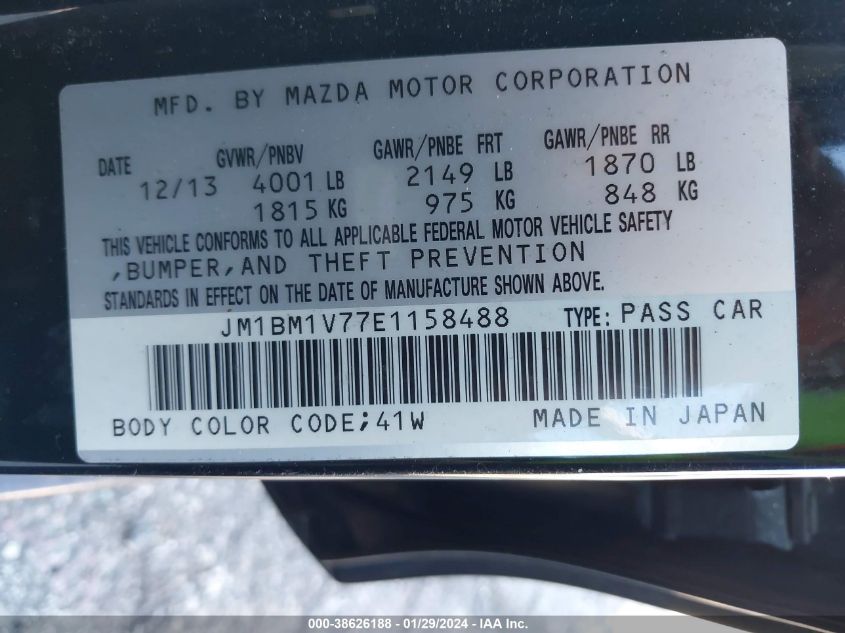 MFD. BY MAZDA MOTOR CORPORATION
DATE GVWR/PNBV GAWR/PNBE FRT GAWR/PNBE RR
12/13 4001 LB 2149 LB 1870 LB
1815 KG 975 KG 848 KG
THIS VEHICLE CONFORMS TO ALL APPLICABLE FEDERAL MOTOR VEHICLE SAFETY
,BUMPER,AND THEFT PREVENTION
STANDARDS IN EFFECT ON THE DATE OF MANUFACTURE SHOWN ABOVE.
JM1BM1V77E1158488 TYPE: PASS CAR
BODY COLOR CODE;41W MADE IN JAPAN
000-38626188 - 01/29/2024 - IAA Inc.